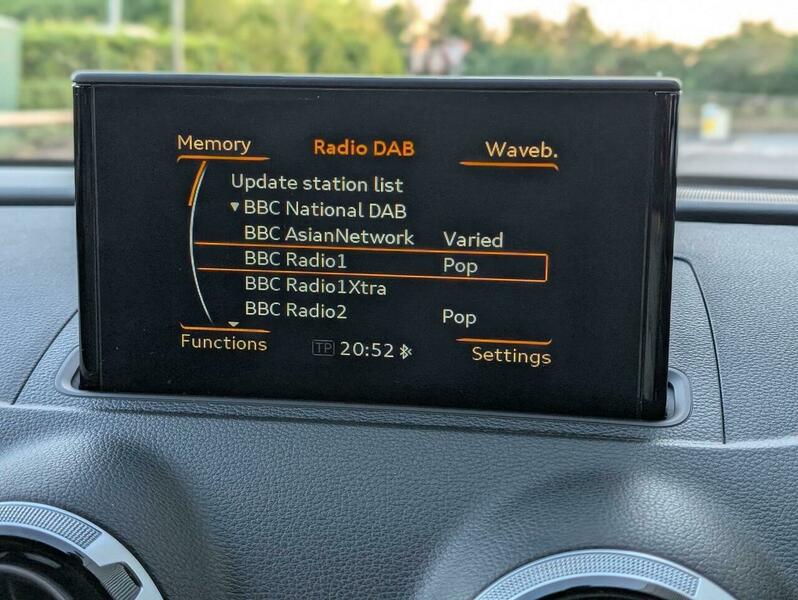 Memory Radio DAB Waveb.
Update station list
BBC National DAB
BBC AsianNetwork Varied
BBC Radio1 Pop
BBC Radio1Xtra
BBC Radio2 Pop
Functions TP 20:52 Settings